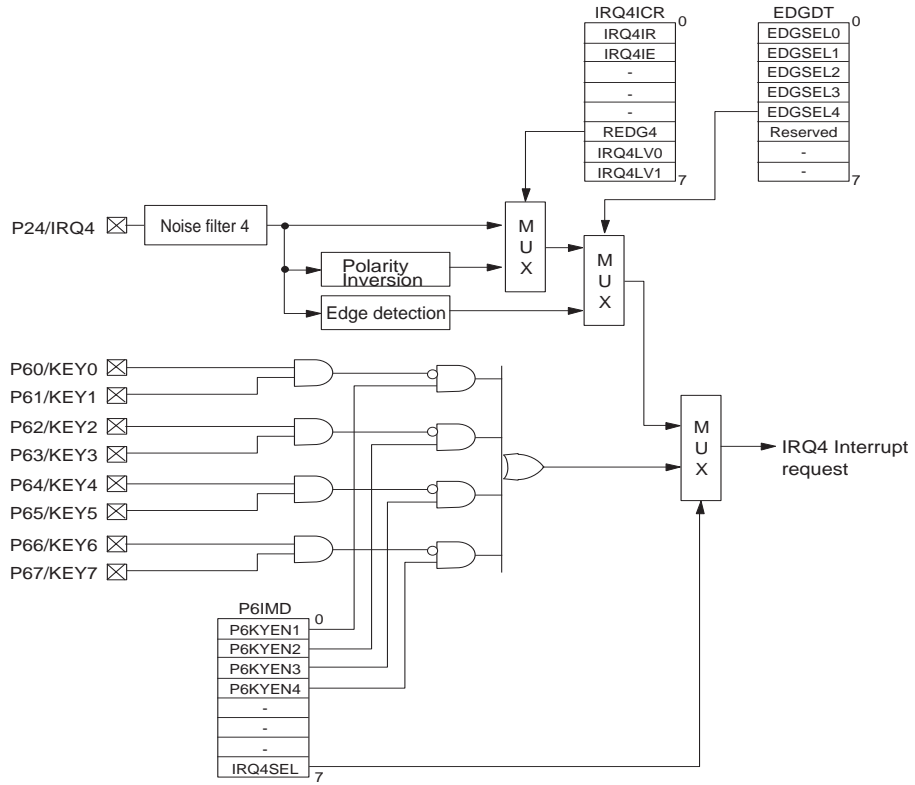 IRQ4ICR
0
IRQ4IR
IRQ4IE
-
-
-
REDG4
IRQ4LV0
IRQ4LV1
7
EDGDT
0
EDGSEL0
EDGSEL1
EDGSEL2
EDGSEL3
EDGSEL4
Reserved
-
-
7
P24/IRQ4
Noise filter 4
Polarity
Inversion
Edge detection
M
U
X
M
U
X
P60/KEY0
P61/KEY1
P62/KEY2
P63/KEY3
P64/KEY4
P65/KEY5
P66/KEY6
P67/KEY7
M
U
X
IRQ4 Interrupt
request
P6IMD
0
P6KYEN1
P6KYEN2
P6KYEN3
P6KYEN4
-
-
-
IRQ4SEL
7